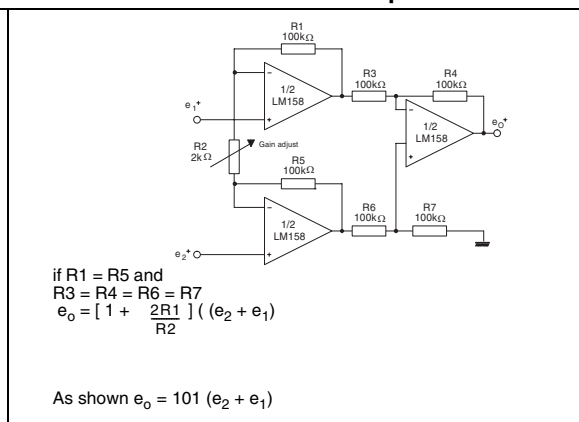 R1
100kΩ
1/2
LM158
R3
100kΩ
R4
100kΩ
e1+
eO+
1/2
LM158
R2
2kΩ
Gain adjust
R5
100kΩ
1/2
LM158
R6
100kΩ
R7
100kΩ
e2+
if R1 = R5 and
R3 = R4 = R6 = R7
eo = [ 1 + 2R1/R2 ] ( (e2 + e1)
As shown eo = 101 (e2 + e1)